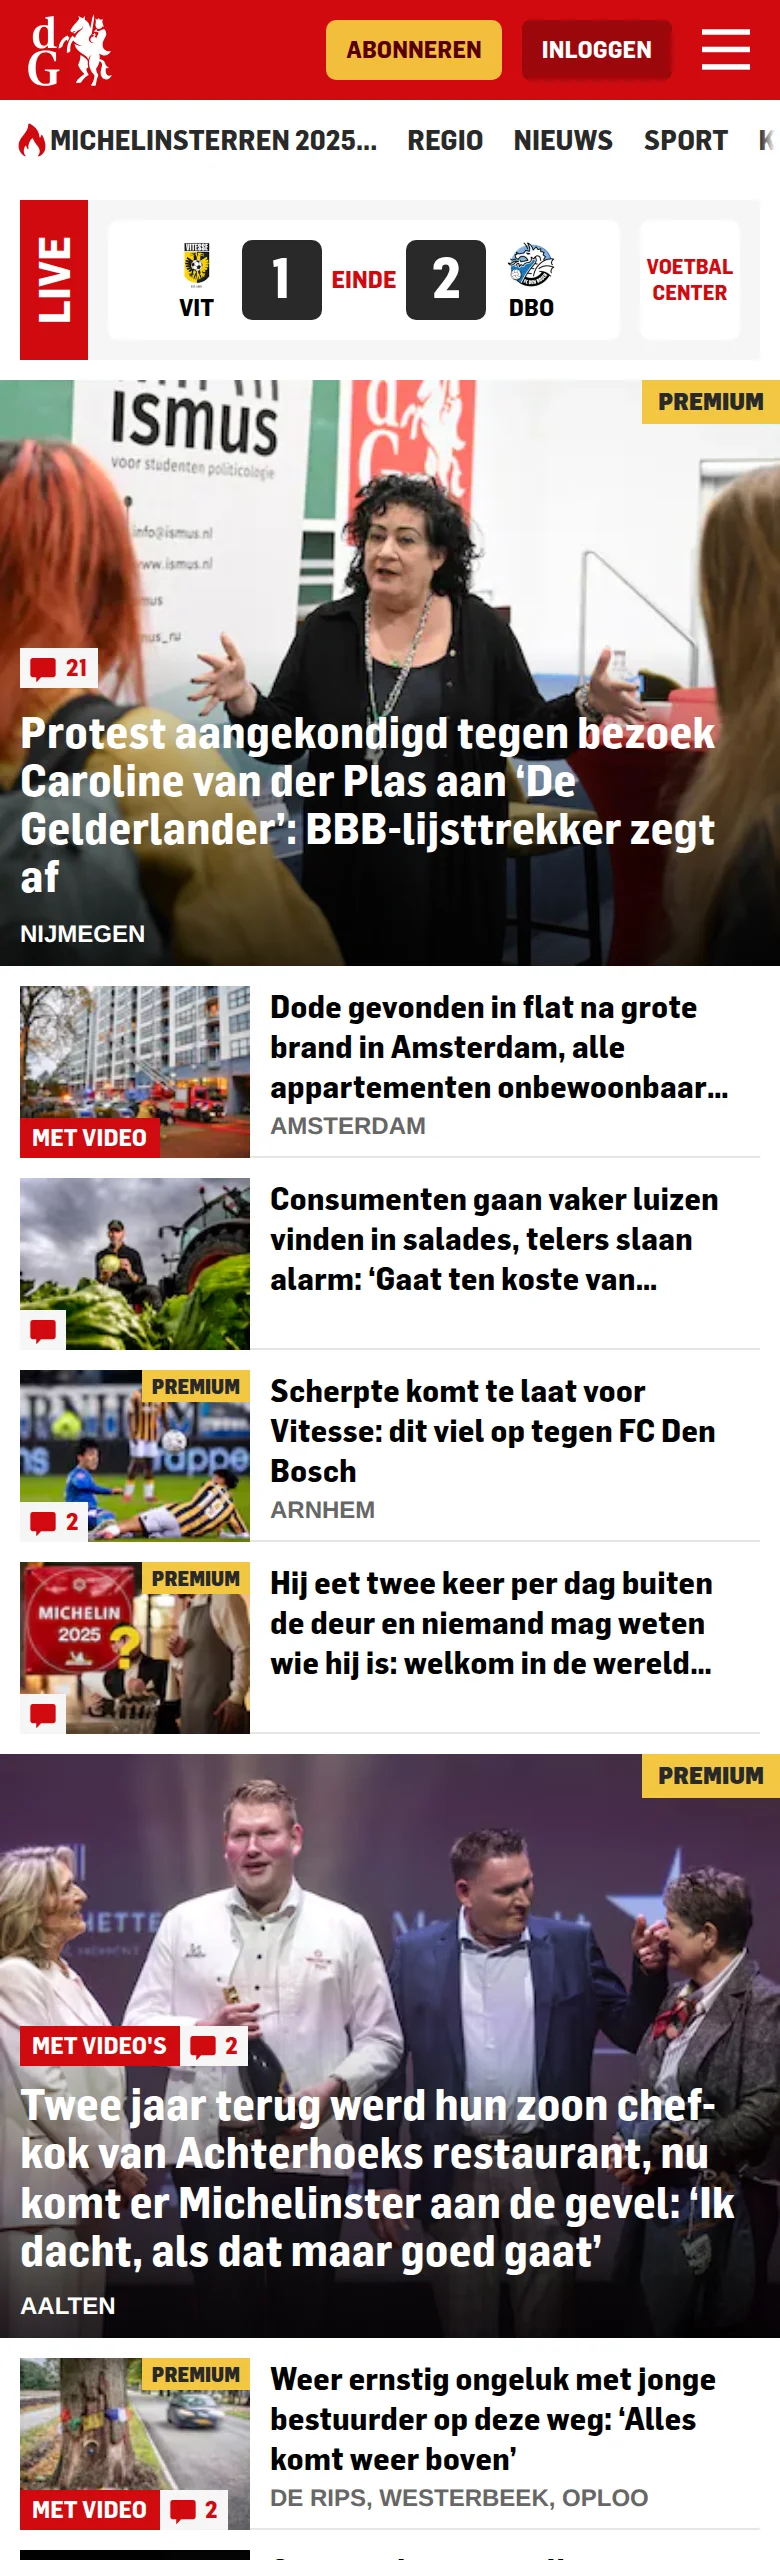 dG
ABONNEREN
INLOGGEN
MICHELINSTERREN 2025...
REGIO
NIEUWS
SPORT
LIVE
VITESSE
VIT
1
EINDE
2
DBO
VOETBAL
CENTER
PREMIUM
ismus
voor studenten politicologie
info@ismus.nl
www.ismus.nl
dG
21
Protest aangekondigd tegen bezoek
Caroline van der Plas aan ‘De
Gelderlander’: BBB-lijsttrekker zegt
af
NIJMEGEN
MET VIDEO
Dode gevonden in flat na grote
brand in Amsterdam, alle
appartementen onbewoonbaar...
AMSTERDAM
Consumenten gaan vaker luizen
vinden in salades, telers slaan
alarm: ‘Gaat ten koste van...
PREMIUM
2
Scherpte komt te laat voor
Vitesse: dit viel op tegen FC Den
Bosch
ARNHEM
PREMIUM
MICHELIN
2025
?
Hij eet twee keer per dag buiten
de deur en niemand mag weten
wie hij is: welkom in de wereld...
PREMIUM
MET VIDEO'S
2
Twee jaar terug werd hun zoon chef-
kok van Achterhoeks restaurant, nu
komt er Michelinster aan de gevel: ‘Ik
dacht, als dat maar goed gaat’
AALTEN
PREMIUM
MET VIDEO
2
Weer ernstig ongeluk met jonge
bestuurder op deze weg: ‘Alles
komt weer boven’
DE RIPS, WESTERBEEK, OPLOO